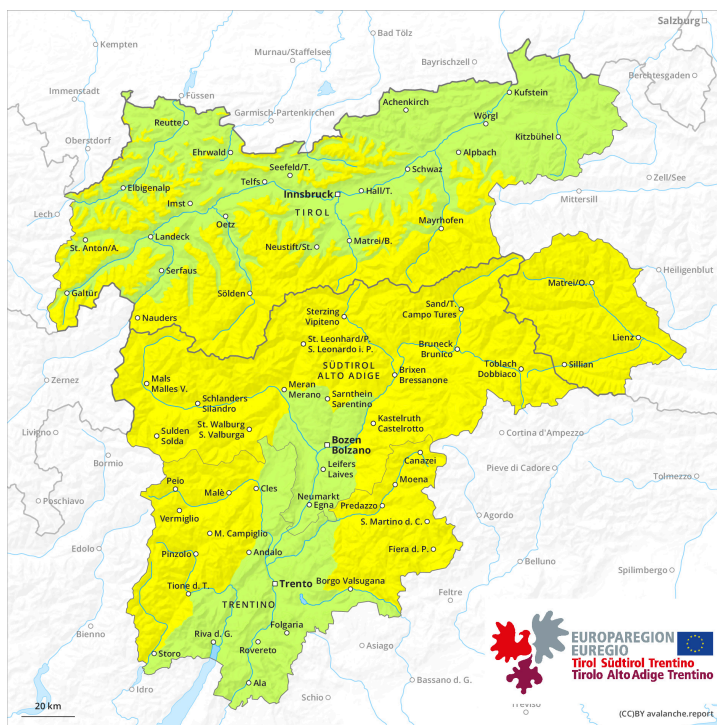 Salzburg
Kempten
Bad Tölz
Murnau/Staffelsee
Bayrischzell
Berchtesgaden
Immenstadt
Füssen
Garmisch-Partenkirchen
Achenkirch
Kufstein
Reutte
Wörgl
Oberstdorf
Ehrwald
Kitzbühel
Alpbach
Seefeld/T.
Schwaz
Telfs
Zell/See
Elbigenalp
Innsbruck
Hall/T.
Mittersill
Imst
TIROL
Lech
Oetz
Mayrhofen
St. Anton/A.
Landeck
Neustift/St.
Matrei/B.
Heiligenblut
Serfaus
Matrei/O.
Galtür
Sölden
Nauders
Sterzing
Vipiteno
Sand/T.
Campo Tures
Lienz
St. Leonhard/P.
S. Leonardo i. P.
Bruneck
Brunico
Toblach
Dobbiaco
Sillian
SÜDTIROL
ALTO ADIGE
Brixen
Bressanone
Zernez
Mals
Malles V.
Meran
Merano
Sarnthein
Sarentino
Schlanders
Silandro
St. Walburg
S. Valburga
Kastelruth
Castelrotto
Livigno
Sulden
Solda
Cortina d'Ampezzo
Bozen
Bolzano
Bormio
Canazei
Pieve di Cadore
Leifers
Laives
Tolmezzo
Peio
Malè
Cles
Moena
Poschiavo
Neumarkt
Egna
Predazzo
Vermiglio
Agordo
S. Martino d. C.
M. Campiglio
Edolo
Pinzolo
Andalo
Fiera d. P.
Belluno
Spilimbergo
Tione d. T.
Trento
Borgo Valsugana
Feltre
TRENTINO
Folgaria
Bienno
Riva d. G.
Rovereto
Asiago
Storo
Bassano d. G.
Idro
Ala
Schio
Treviso
EUROPAREGION
EUREGIO
Tirol Südtirol Trentino
Tirolo Alto Adige Trentino
20 km
(CC)BY avalanche.report